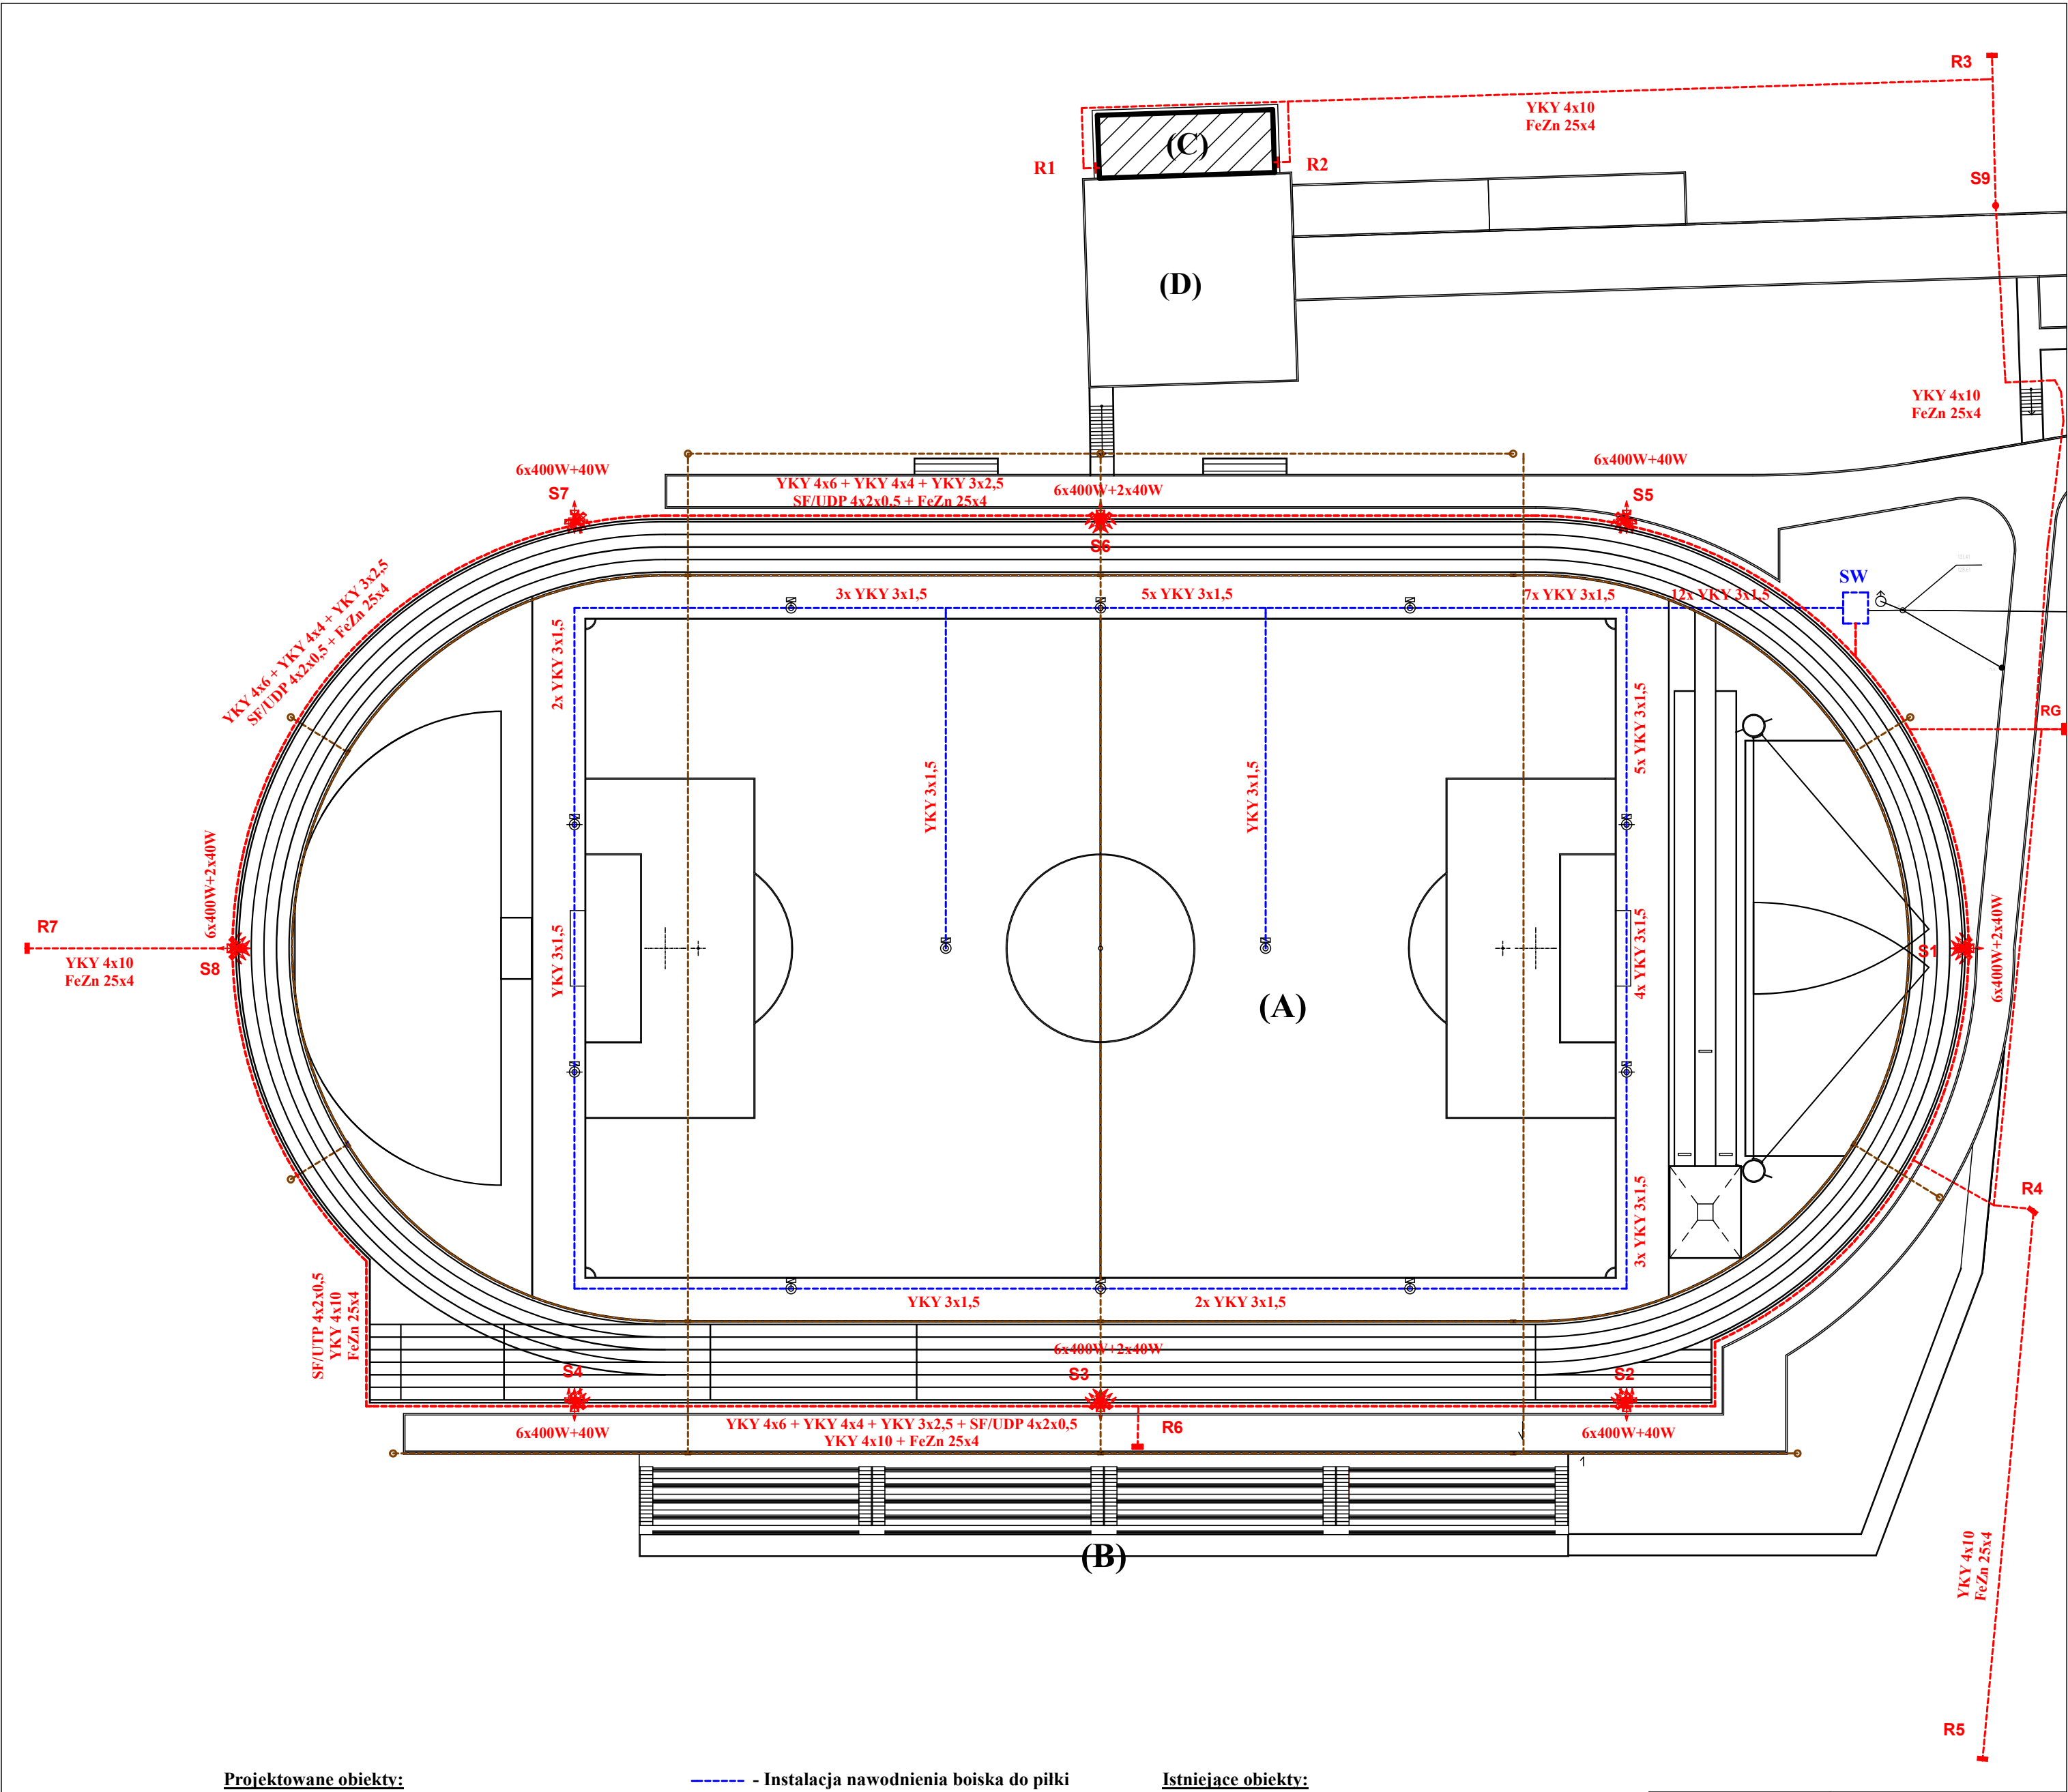 R3
YKY 4x10
FeZn 25x4
(C)
R1
R2
S9
(D)
YKY 4x10
FeZn 25x4
6x400W+40W
S7
YKY 4x6 + YKY 4x4 + YKY 3x2,5
SF/UDP 4x2x0,5 + FeZn 25x4
6x400W+2x40W
S6
6x400W+40W
S5
SW
3x YKY 3x1,5
5x YKY 3x1,5
7x YKY 3x1,5
12x YKY 3x1,5
YKY 4x6 + YKY 4x4 + YKY 3x2,5
SF/UDP 4x2x0,5 + FeZn 25x4
2x YKY 3x1,5
YKY 3x1,5
YKY 3x1,5
5x YKY 3x1,5
RG
6x400W+2x40W
R7
YKY 4x10
FeZn 25x4
S8
YKY 3x1,5
(A)
4x YKY 3x1,5
S1
6x400W+2x40W
R4
3x YKY 3x1,5
YKY 3x1,5
2x YKY 3x1,5
SF/UTP 4x2x0,5
YKY 4x10
FeZn 25x4
6x400W+2x40W
S4
S3
S2
6x400W+40W
YKY 4x6 + YKY 4x4 + YKY 3x2,5 + SF/UDP 4x2x0,5
YKY 4x10 + FeZn 25x4
R6
6x400W+40W
1
(B)
YKY 4x10
FeZn 25x4
R5
Projektowane obiekty:
- Instalacja nawodnienia boiska do piłki
Istniejące obiekty: